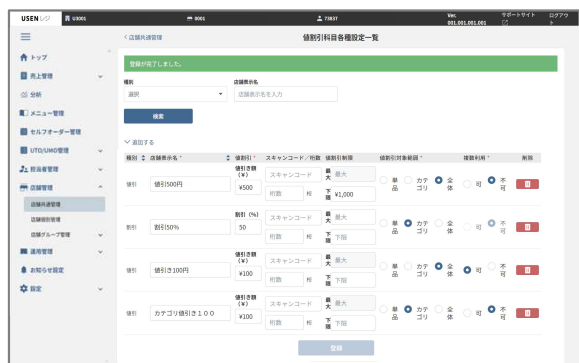 USEN レジ U3001 0001 7383T Ver. 001.001.001.001 サポートサイト ログアウト
トップ
売上管理
分析
メニュー管理
セルフオーダー管理
UTO/UMO管理
担当者管理
店舗管理
店舗共通管理
店舗個別管理
店舗グループ管理
運用管理
お知らせ設定
設定
< 店舗共通管理
値割引科目各種設定一覧
登録が完了しました。
種別 店舗表示名
選択 店舗表示名を入力
検索
追加する
種別 店舗表示名 * 値割引 * スキャンコード／桁数 値割引制限 値割引対象範囲 * 複数利用 * 削除
値引 値引500円 値引き額 (¥) ¥500 スキャンコード 桁数 桁 最大 最大 下限 ¥1,000 単品 カテゴリ 全体 可 不可
割引 割引50% 割引 (%) 50 スキャンコード 桁数 桁 最大 最大 下限 下限 単品 カテゴリ 全体 可 不可
値引 値引き100円 値引き額 (¥) ¥100 スキャンコード 桁数 桁 最大 最大 下限 下限 単品 カテゴリ 全体 可 不可
値引 カテゴリ値引き１００ 値引き額 (¥) ¥100 スキャンコード 桁数 桁 最大 最大 下限 下限 単品 カテゴリ 全体 可 不可
登録